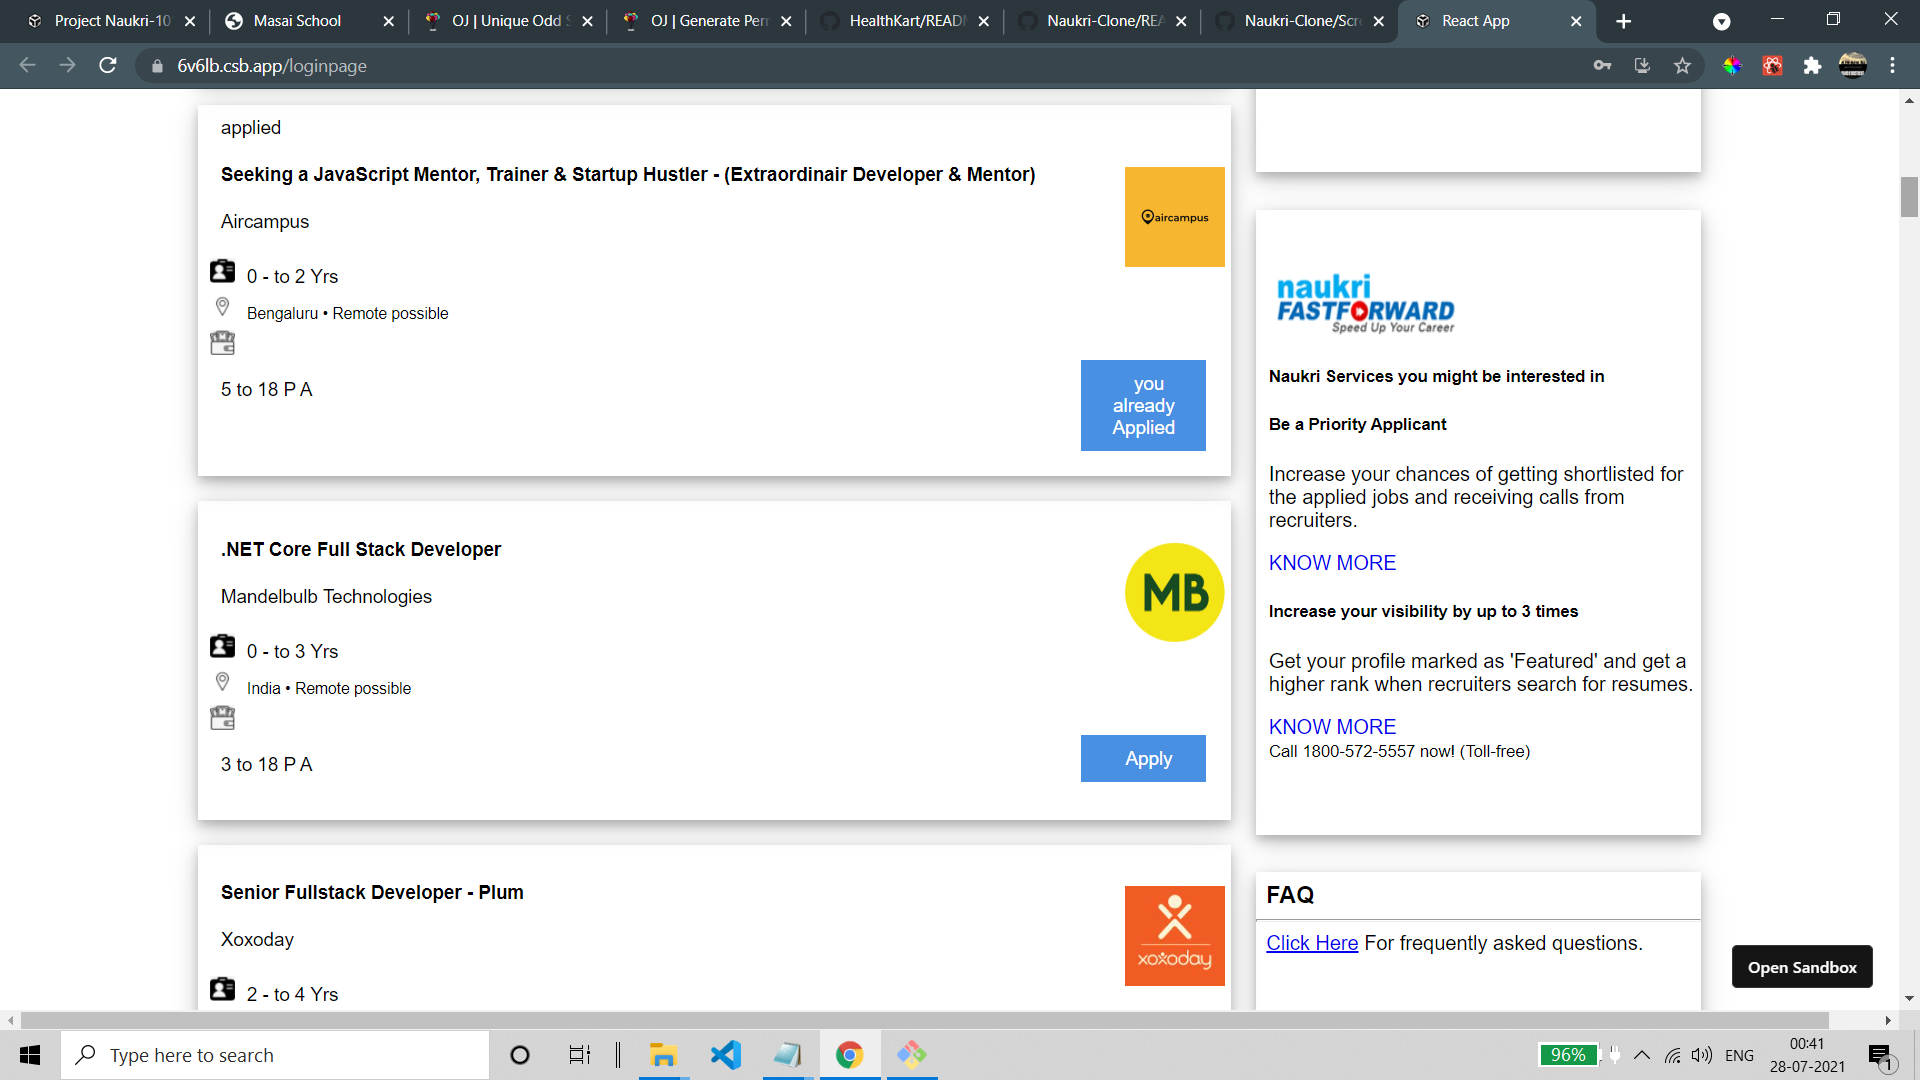 Project Naukri-10
Masai School
OJ | Unique Odd S
OJ | Generate Perm
HealthKart/READM
Naukri-Clone/REA
Naukri-Clone/Scre
React App
6v6lb.csb.app/loginpage
applied
Seeking a JavaScript Mentor, Trainer & Startup Hustler - (Extraordinair Developer & Mentor)
Aircampus
aircampus
0 - to 2 Yrs
Bengaluru • Remote possible
5 to 18 P A
you
already
Applied
.NET Core Full Stack Developer
Mandelbulb Technologies
MB
0 - to 3 Yrs
India • Remote possible
3 to 18 P A
Apply
Senior Fullstack Developer - Plum
Xoxoday
xoxoday
2 - to 4 Yrs
naukri
FASTFORWARD
Speed Up Your Career
Naukri Services you might be interested in
Be a Priority Applicant
Increase your chances of getting shortlisted for
the applied jobs and receiving calls from
recruiters.
KNOW MORE
Increase your visibility by up to 3 times
Get your profile marked as 'Featured' and get a
higher rank when recruiters search for resumes.
KNOW MORE
Call 1800-572-5557 now! (Toll-free)
FAQ
Click Here For frequently asked questions.
Open Sandbox
Type here to search
96%
ENG
00:41
28-07-2021
1